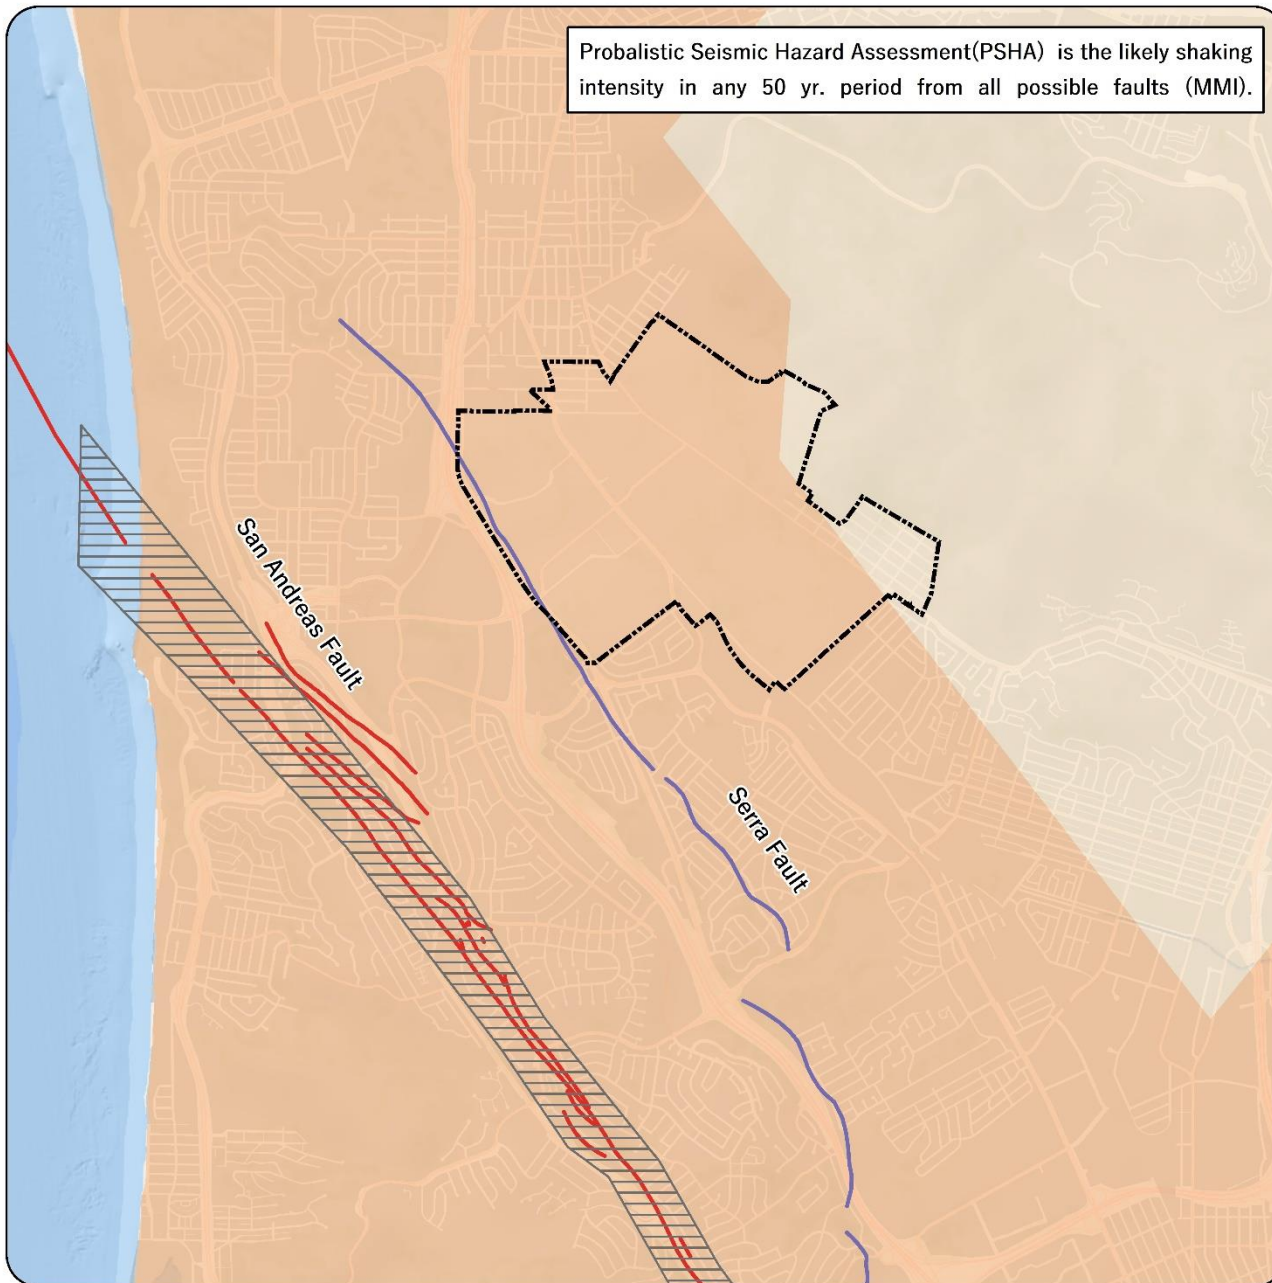 Probalistic Seismic Hazard Assessment(PSHA) is the likely shaking
intensity in any 50 yr. period from all possible faults (MMI).
San Andreas Fault
Serra Fault